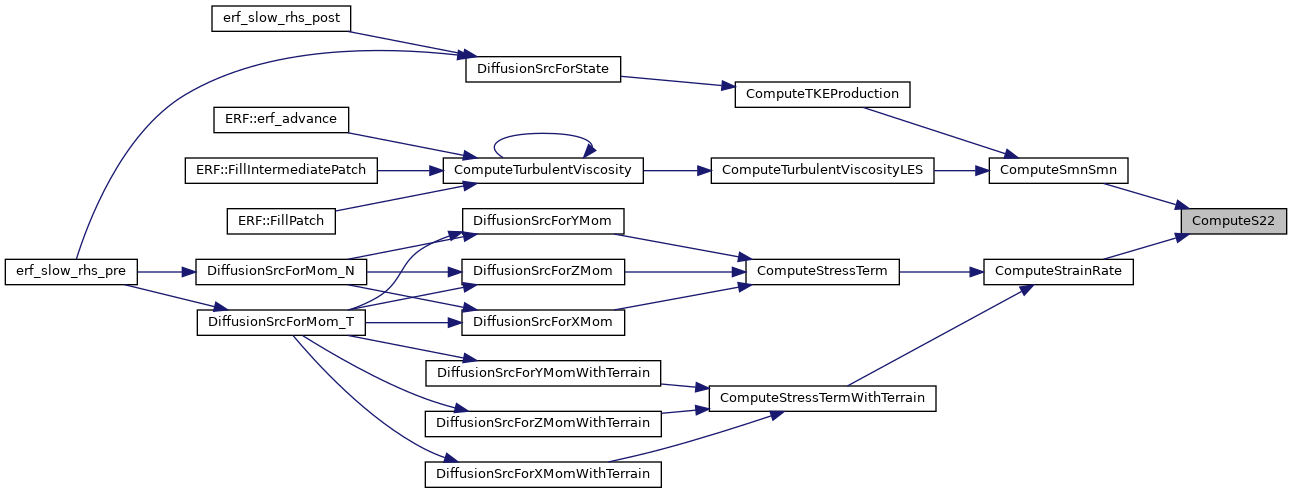 erf_slow_rhs_post
DiffusionSrcForState
ComputeTKEProduction
ERF::erf_advance
ERF::FillIntermediatePatch
ComputeTurbulentViscosity
ComputeTurbulentViscosityLES
ComputeSmnSmn
ERF::FillPatch
DiffusionSrcForYMom
ComputeS22
erf_slow_rhs_pre
DiffusionSrcForMom_N
DiffusionSrcForZMom
ComputeStressTerm
ComputeStrainRate
DiffusionSrcForMom_T
DiffusionSrcForXMom
DiffusionSrcForYMomWithTerrain
ComputeStressTermWithTerrain
DiffusionSrcForZMomWithTerrain
DiffusionSrcForXMomWithTerrain